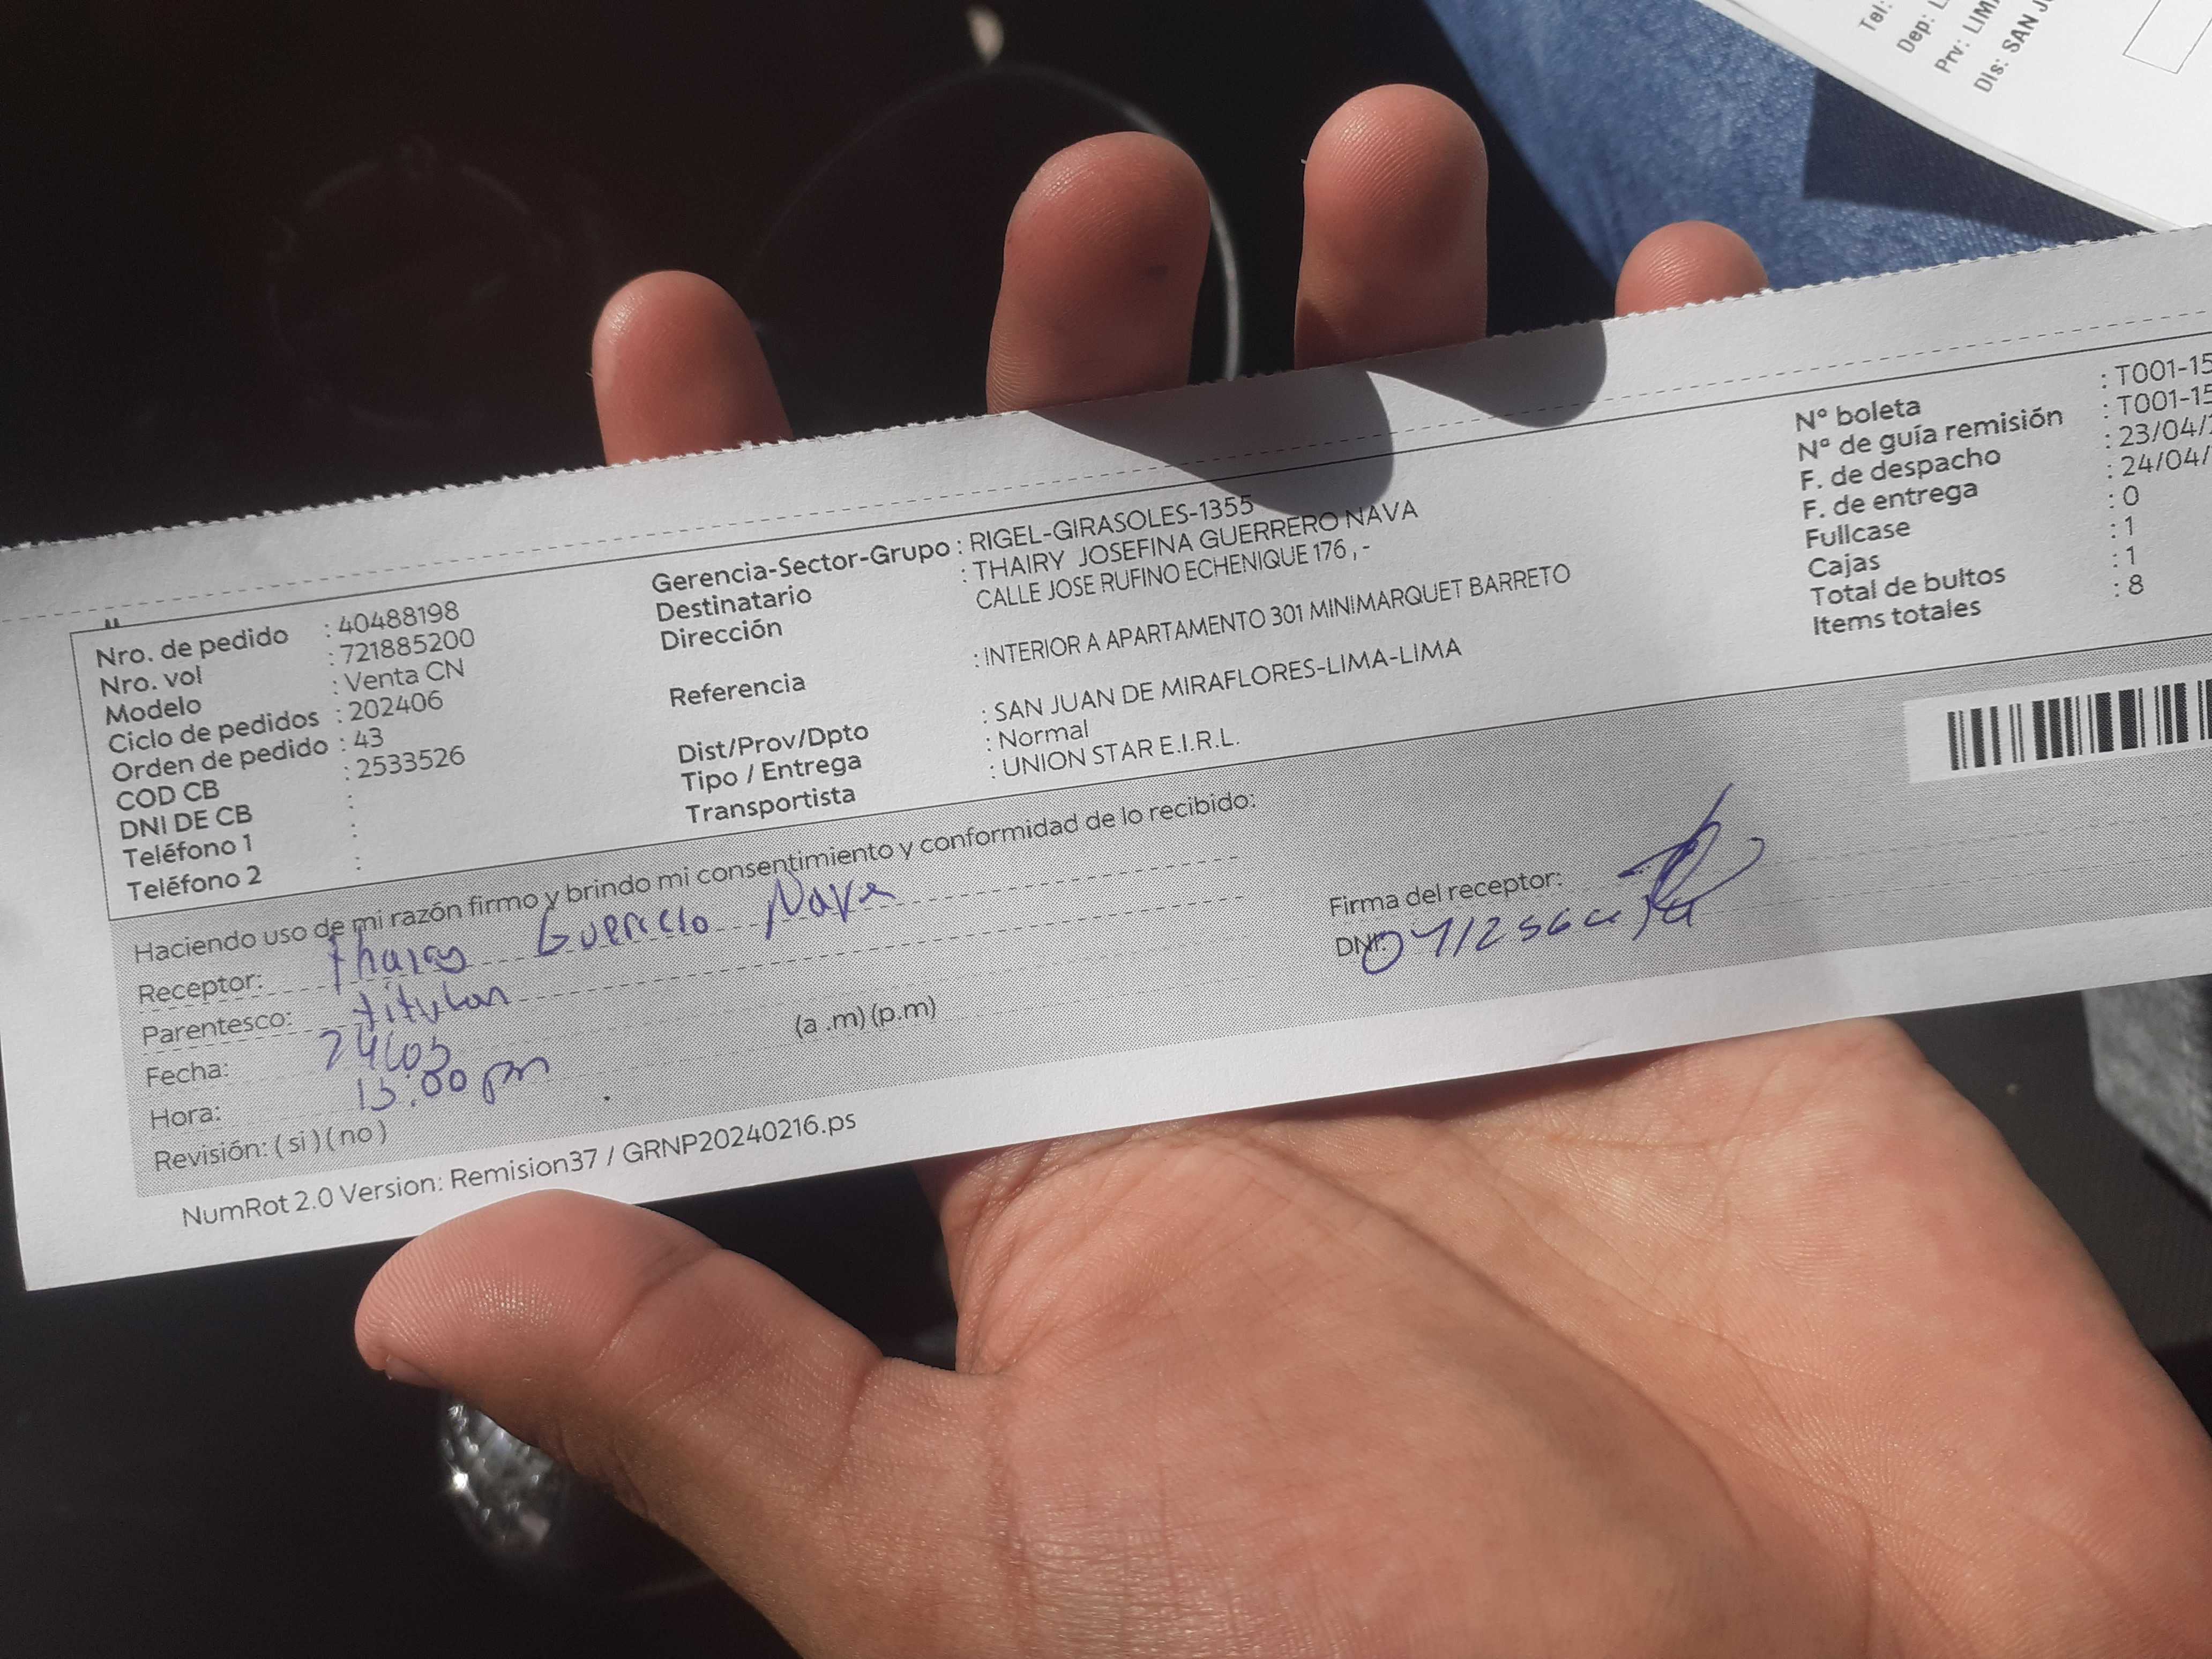 Tel:
Dep: L
Prv: LIMA
Dis: SAN JU
Nro. de pedido : 40488198
Nro. vol : 721885200
Modelo : Venta CN
Ciclo de pedidos : 202406
Orden de pedido : 43
COD CB : 2533526
DNI DE CB :
Teléfono 1 :
Teléfono 2 :
Gerencia-Sector-Grupo : RIGEL-GIRASOLES-1355
Destinatario : THAIRY JOSEFINA GUERRERO NAVA
Dirección CALLE JOSE RUFINO ECHENIQUE 176 , -
Referencia : INTERIOR A APARTAMENTO 301 MINIMARQUET BARRETO
Dist/Prov/Dpto : SAN JUAN DE MIRAFLORES-LIMA-LIMA
Tipo / Entrega : Normal
Transportista : UNION STAR E.I.R.L.
N° boleta : T001-15
N° de guía remisión : T001-15
F. de despacho : 23/04/
F. de entrega : 24/04/
Fullcase : 0
Cajas : 1
Total de bultos : 1
Items totales : 8
Haciendo uso de mi razón firmo y brindo mi consentimiento y conformidad de lo recibido:
Receptor: Nava
Parentesco: titular
Fecha:
Hora: (a .m) (p.m)
Revisión: ( si ) ( no )
Firma del receptor:
DNI:
NumRot 2.0 Version: Remision37 / GRNP20240216.ps